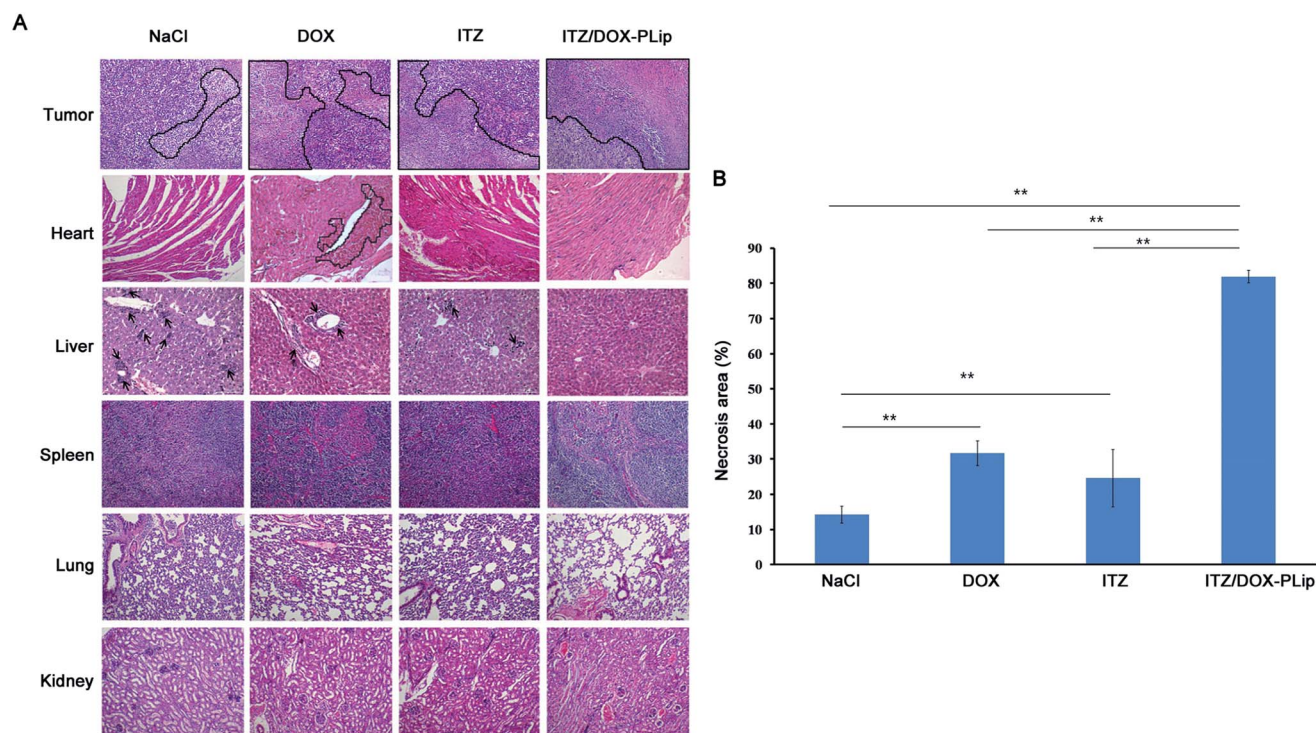 A
NaCl DOX ITZ ITZ/DOX-PLip
Tumor
Heart
Liver
Spleen
Lung
Kidney
B
**
**
**
**
**
90
80
70
60
50
40
30
20
10
0
Necrosis area (%)
NaCl DOX ITZ ITZ/DOX-PLip